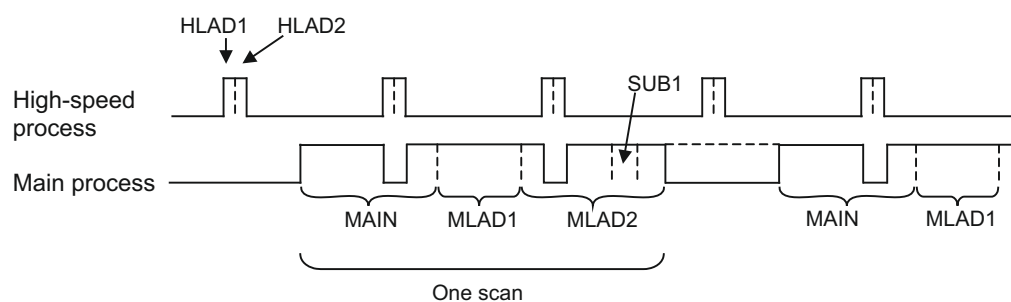 HLAD1 HLAD2
SUB1
High-speed
process
Main process
MAIN MLAD1 MLAD2 MAIN MLAD1
One scan